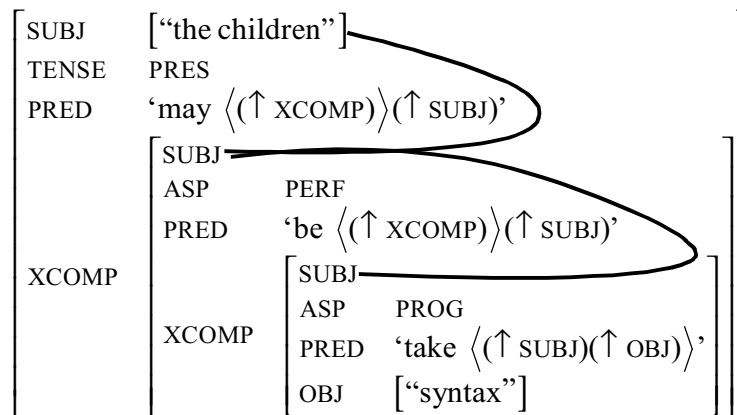 SUBJ [“the children”]
TENSE PRES
PRED ‘may ⟨(↑ XCOMP)⟩(↑ SUBJ)’
SUBJ
ASP PERF
PRED ‘be ⟨(↑ XCOMP)⟩(↑ SUBJ)’
XCOMP
SUBJ
ASP PROG
XCOMP
PRED ‘take ⟨(↑ SUBJ)(↑ OBJ)⟩’
OBJ [“syntax”]